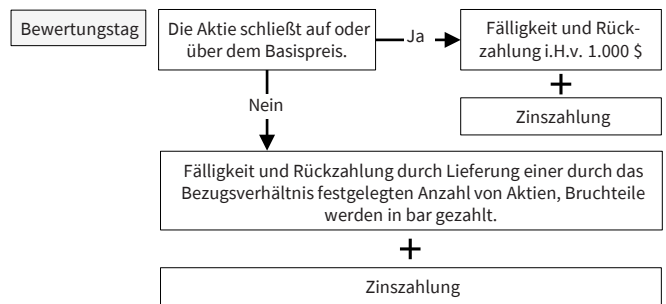 Bewertungstag
Die Aktie schließt auf oder
über dem Basispreis.
Ja
Fälligkeit und Rück-
zahlung i.H.v. 1.000 $
+
Zinszahlung
Nein
Fälligkeit und Rückzahlung durch Lieferung einer durch das
Bezugsverhältnis festgelegten Anzahl von Aktien, Bruchteile
werden in bar gezahlt.
+
Zinszahlung